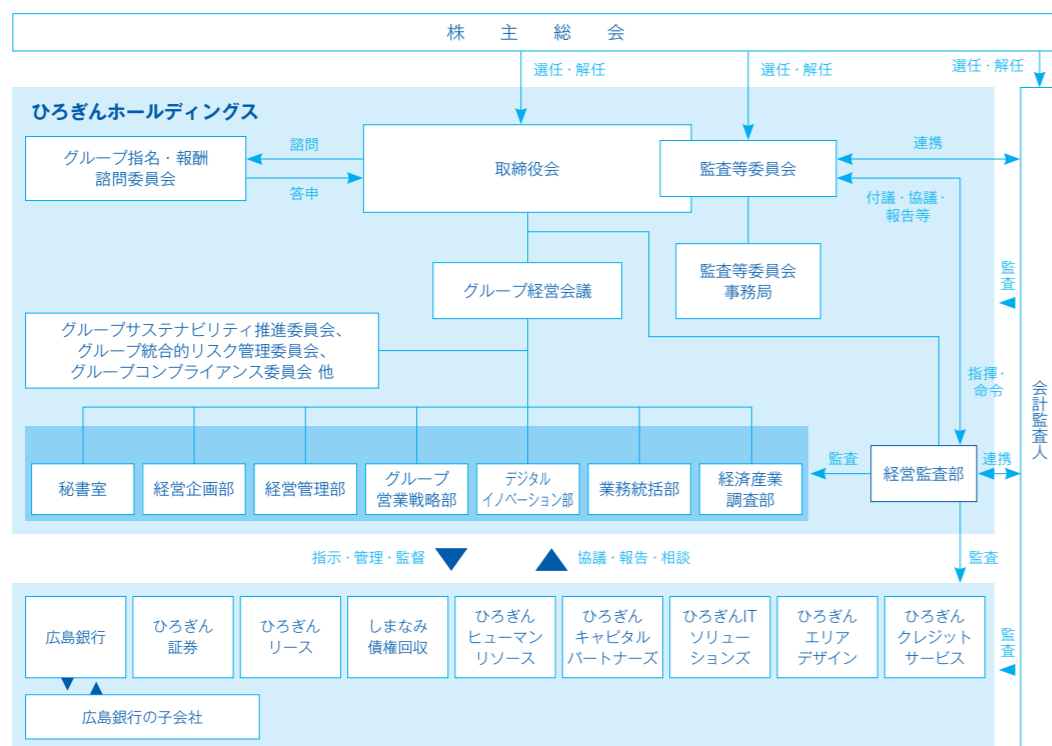 株主総会
選任・解任
選任・解任
選任・解任
ひろぎんホールディングス
グループ指名・報酬
諮問委員会
諮問
答申
取締役会
監査等委員会
連携
付議・協議・
報告等
監査等委員会
事務局
グループ経営会議
監査
グループサステナビリティ推進委員会、
グループ統合的リスク管理委員会、
グループコンプライアンス委員会 他
指揮・
命令
会計監査人
秘書室
経営企画部
経営管理部
グループ
営業戦略部
デジタル
イノベーション部
業務統括部
経済産業
調査部
監査
経営監査部
連携
指示・管理・監督
協議・報告・相談
監査
広島銀行
ひろぎん
証券
ひろぎん
リース
しまなみ
債権回収
ひろぎん
ヒューマン
リソース
ひろぎん
キャピタル
パートナーズ
ひろぎんIT
ソリュー
ションズ
ひろぎん
エリア
デザイン
ひろぎん
クレジット
サービス
監査
広島銀行の子会社